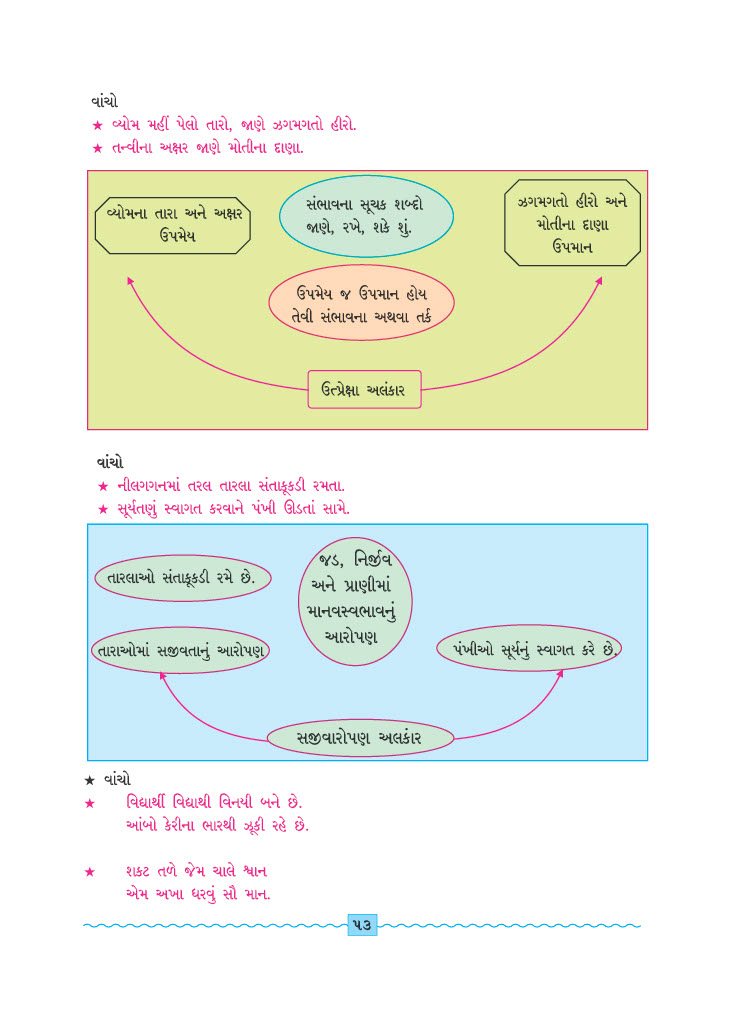 વાંચો
★ વ્યોમ મહીં પેલો તારો, જાણે ઝગમગતો હીરો.
★ તન્વીના અક્ષર જાણે મોતીના દાણા.
વ્યોમના તારા અને અક્ષર
ઉપમેય
સંભાવના સૂચક શબ્દો
જાણે, રખે, શકે શું.
ઝગમગતો હીરો અને
મોતીના દાણા
ઉપમાન
ઉપમેય જ ઉપમાન હોય
તેવી સંભાવના અથવા તર્ક
ઉત્પ્રેક્ષા અલંકાર
વાંચો
★ નીલગગનમાં તરલ તારલા સંતાકૂકડી રમતા.
★ સૂર્યતણું સ્વાગત કરવાને પંખી ઊડતાં સામે.
તારલાઓ સંતાકૂકડી રમે છે.
જડ, નિર્જીવ
અને પ્રાણીમાં
માનવસ્વભાવનું
આરોપણ
તારાઓમાં સજીવતાનું આરોપણ
પંખીઓ સૂર્યનું સ્વાગત કરે છે.
સજીવારોપણ અલકાંર
★ વાંચો
★ વિદ્યાર્થી વિદ્યાથી વિનયી બને છે.
આંબો કેરીના ભારથી ઝૂકી રહે છે.
★ શકટ તળે જેમ ચાલે શ્વાન
એમ અખા ધરવું સૌ માન.
૫૩